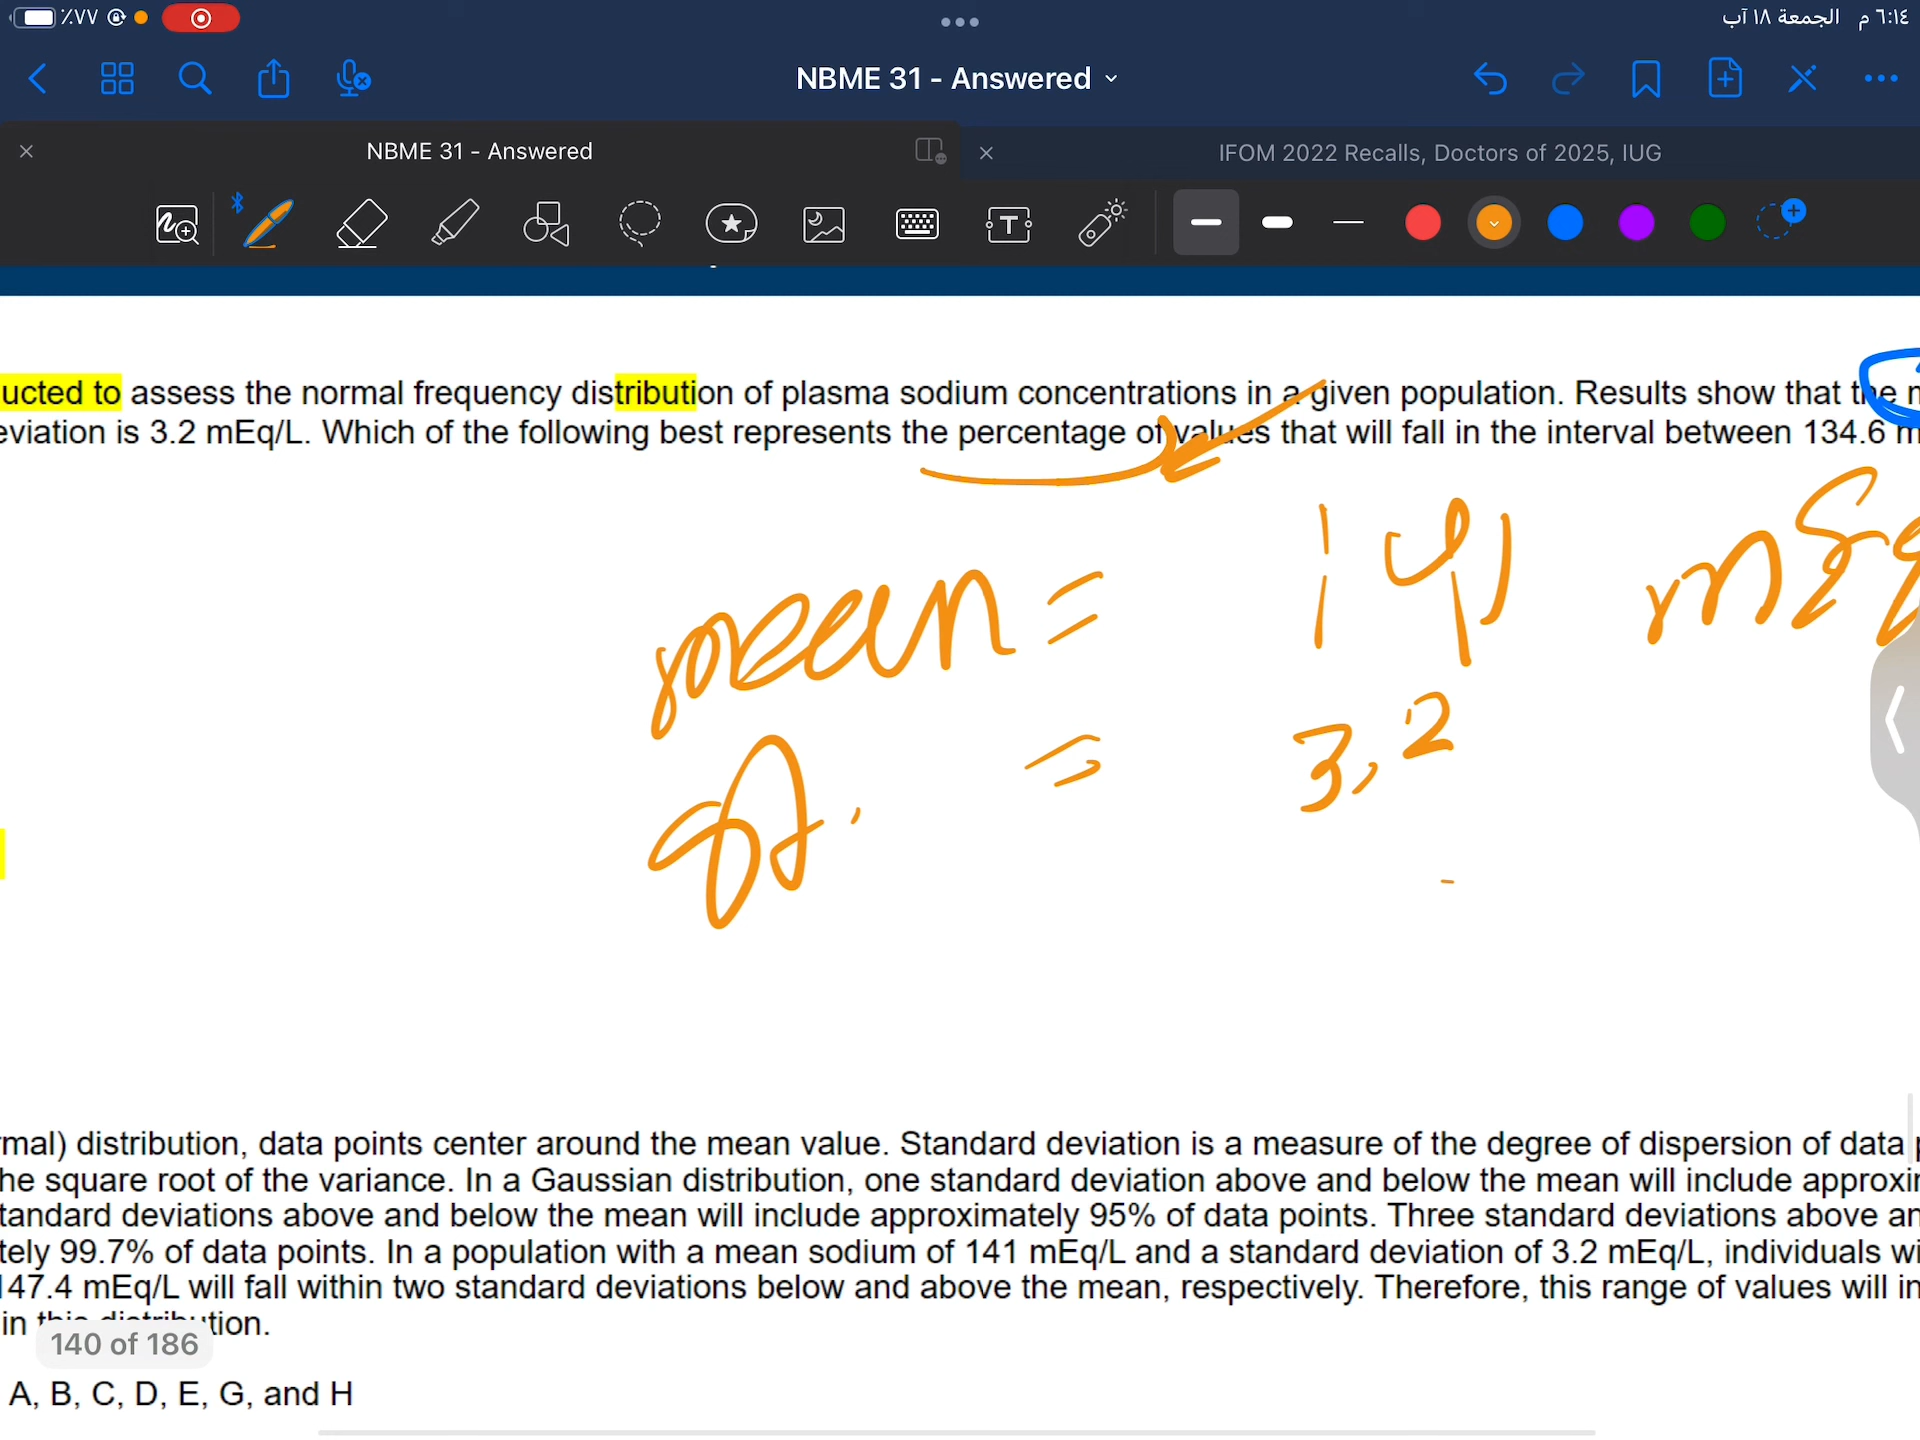 ٪٧٧
الجمعة ١٨ آب ٦:١٤ م
NBME 31 - Answered
NBME 31 - Answered
IFOM 2022 Recalls, Doctors of 2025, IUG
T
ucted to assess the normal frequency distribution of plasma sodium concentrations in a given population. Results show that the
eviation is 3.2 mEq/L. Which of the following best represents the percentage of values that will fall in the interval between 134.6
mean = 141 mEq
= 3,2
rmal) distribution, data points center around the mean value. Standard deviation is a measure of the degree of dispersion of data
he square root of the variance. In a Gaussian distribution, one standard deviation above and below the mean will include approxi
tandard deviations above and below the mean will include approximately 95% of data points. Three standard deviations above an
tely 99.7% of data points. In a population with a mean sodium of 141 mEq/L and a standard deviation of 3.2 mEq/L, individuals wi
147.4 mEq/L will fall within two standard deviations below and above the mean, respectively. Therefore, this range of values will in
in this distribution.
140 of 186
A, B, C, D, E, G, and H